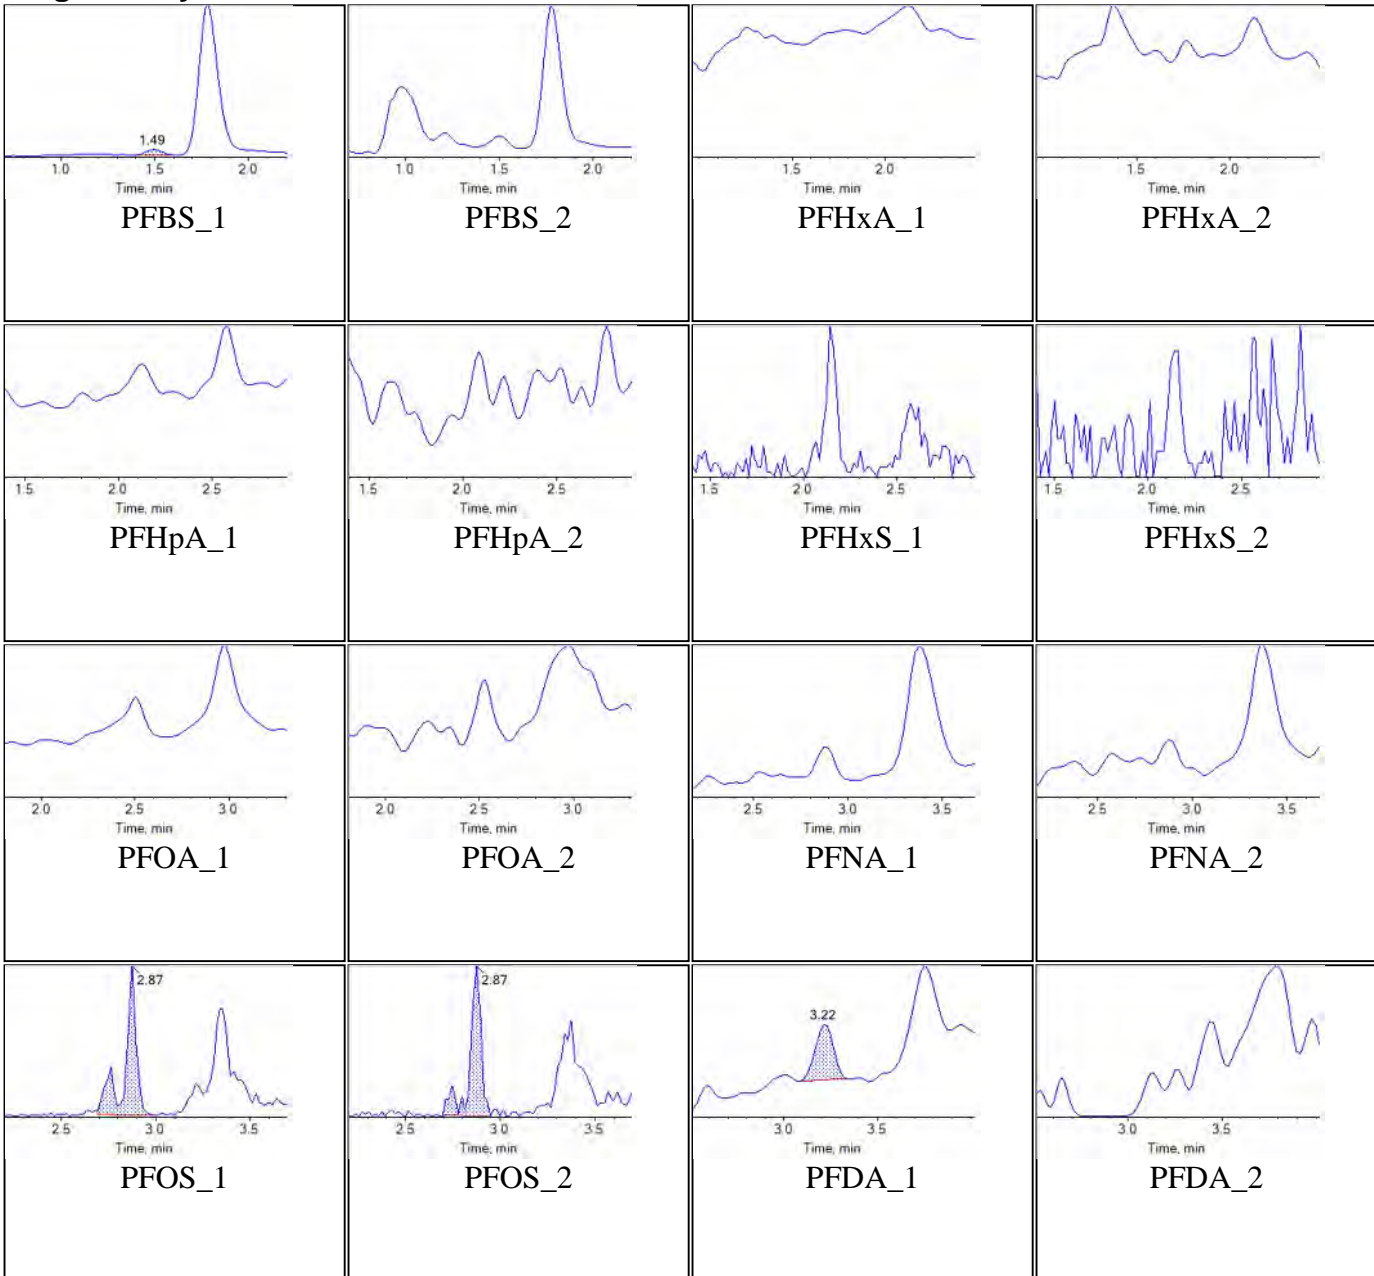 1.49
1.0 1.5 2.0
Time, min
PFBS_1
1.0 1.5 2.0
Time, min
PFBS_2
1.5 2.0
Time, min
PFHxA_1
1.5 2.0
Time, min
PFHxA_2
1.5 2.0 2.5
Time, min
PFHpA_1
1.5 2.0 2.5
Time, min
PFHpA_2
1.5 2.0 2.5
Time, min
PFHxS_1
1.5 2.0 2.5
Time, min
PFHxS_2
2.0 2.5 3.0
Time, min
PFOA_1
2.0 2.5 3.0
Time, min
PFOA_2
2.5 3.0 3.5
Time, min
PFNA_1
2.5 3.0 3.5
Time, min
PFNA_2
2.87
2.5 3.0 3.5
Time, min
PFOS_1
2.87
2.5 3.0 3.5
Time, min
PFOS_2
3.22
3.0 3.5
Time, min
PFDA_1
3.0 3.5
Time, min
PFDA_2